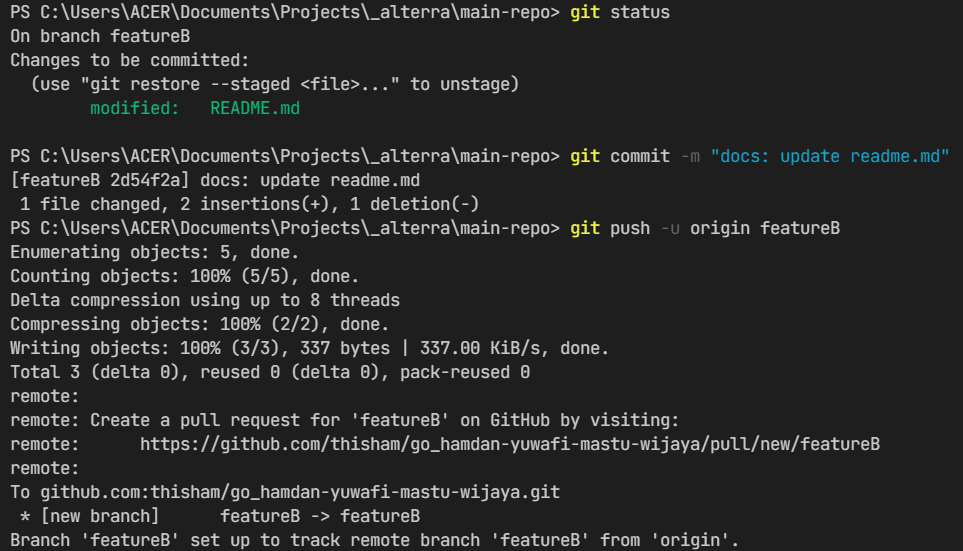 PS C:\Users\ACER\Documents\Projects\_alterra\main-repo> git status
On branch featureB
Changes to be committed:
  (use "git restore --staged <file>..." to unstage)
        modified:   README.md

PS C:\Users\ACER\Documents\Projects\_alterra\main-repo> git commit -m "docs: update readme.md"
[featureB 2d54f2a] docs: update readme.md
 1 file changed, 2 insertions(+), 1 deletion(-)
PS C:\Users\ACER\Documents\Projects\_alterra\main-repo> git push -u origin featureB
Enumerating objects: 5, done.
Counting objects: 100% (5/5), done.
Delta compression using up to 8 threads
Compressing objects: 100% (2/2), done.
Writing objects: 100% (3/3), 337 bytes | 337.00 KiB/s, done.
Total 3 (delta 0), reused 0 (delta 0), pack-reused 0
remote:
remote: Create a pull request for 'featureB' on GitHub by visiting:
remote:      https://github.com/thisham/go_hamdan-yuwafi-mastu-wijaya/pull/new/featureB
remote:
To github.com:thisham/go_hamdan-yuwafi-mastu-wijaya.git
 * [new branch]      featureB -> featureB
Branch 'featureB' set up to track remote branch 'featureB' from 'origin'.